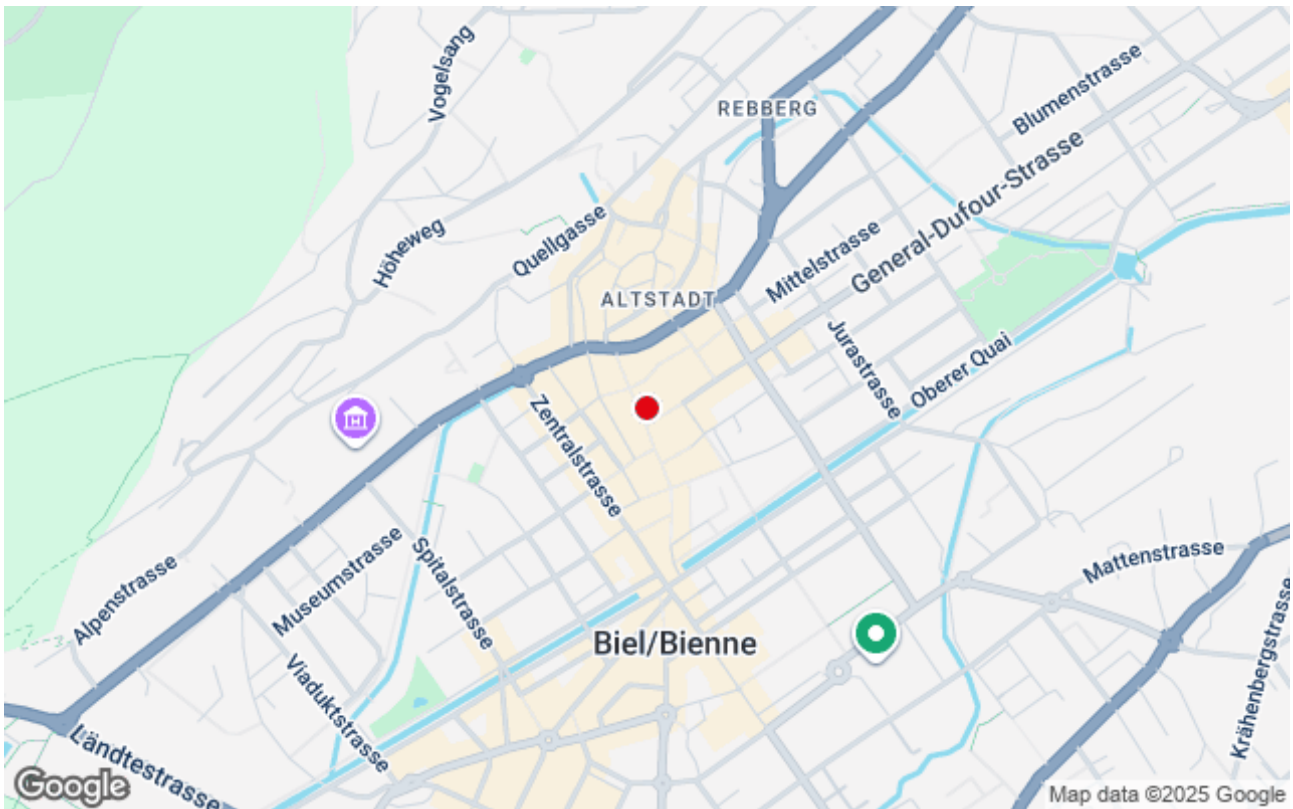 Vogelsang
REBBERG
Blumenstrasse
General-Dufour-Strasse
Höheweg
Quellgasse
Mittelstrasse
ALTSTADT
Jurastrasse
Oberer Quai
Zentralstrasse
H
Spitalstrasse
Museumstrasse
Alpenstrasse
Mattenstrasse
Biel/Bienne
Viaduktstrasse
Krähenbergstrasse
Ländtestrasse
Google
Map data ©2025 Google